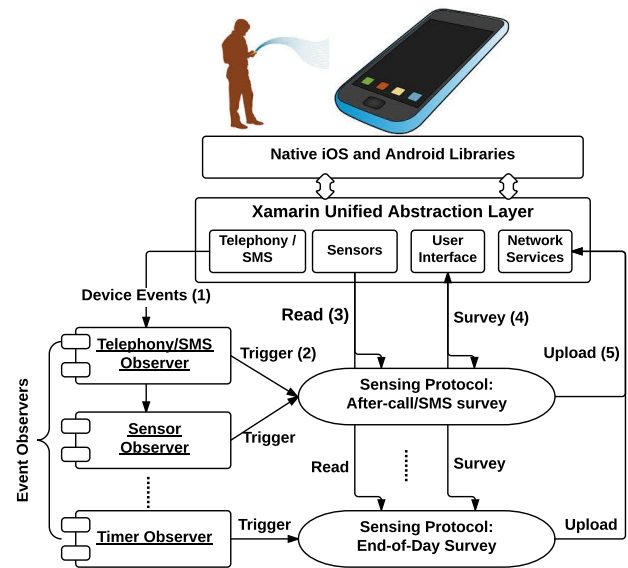 Native iOS and Android Libraries
Xamarin Unified Abstraction Layer
Telephony /
SMS
Sensors
User
Interface
Network
Services
Device Events (1)
Read (3)
Survey (4)
Upload (5)
Telephony/SMS
Observer
Trigger (2)
Sensing Protocol:
After-call/SMS survey
Event Observers
Sensor
Observer
Trigger
Read
Survey
Timer Observer
Trigger
Sensing Protocol:
End-of-Day Survey
Upload